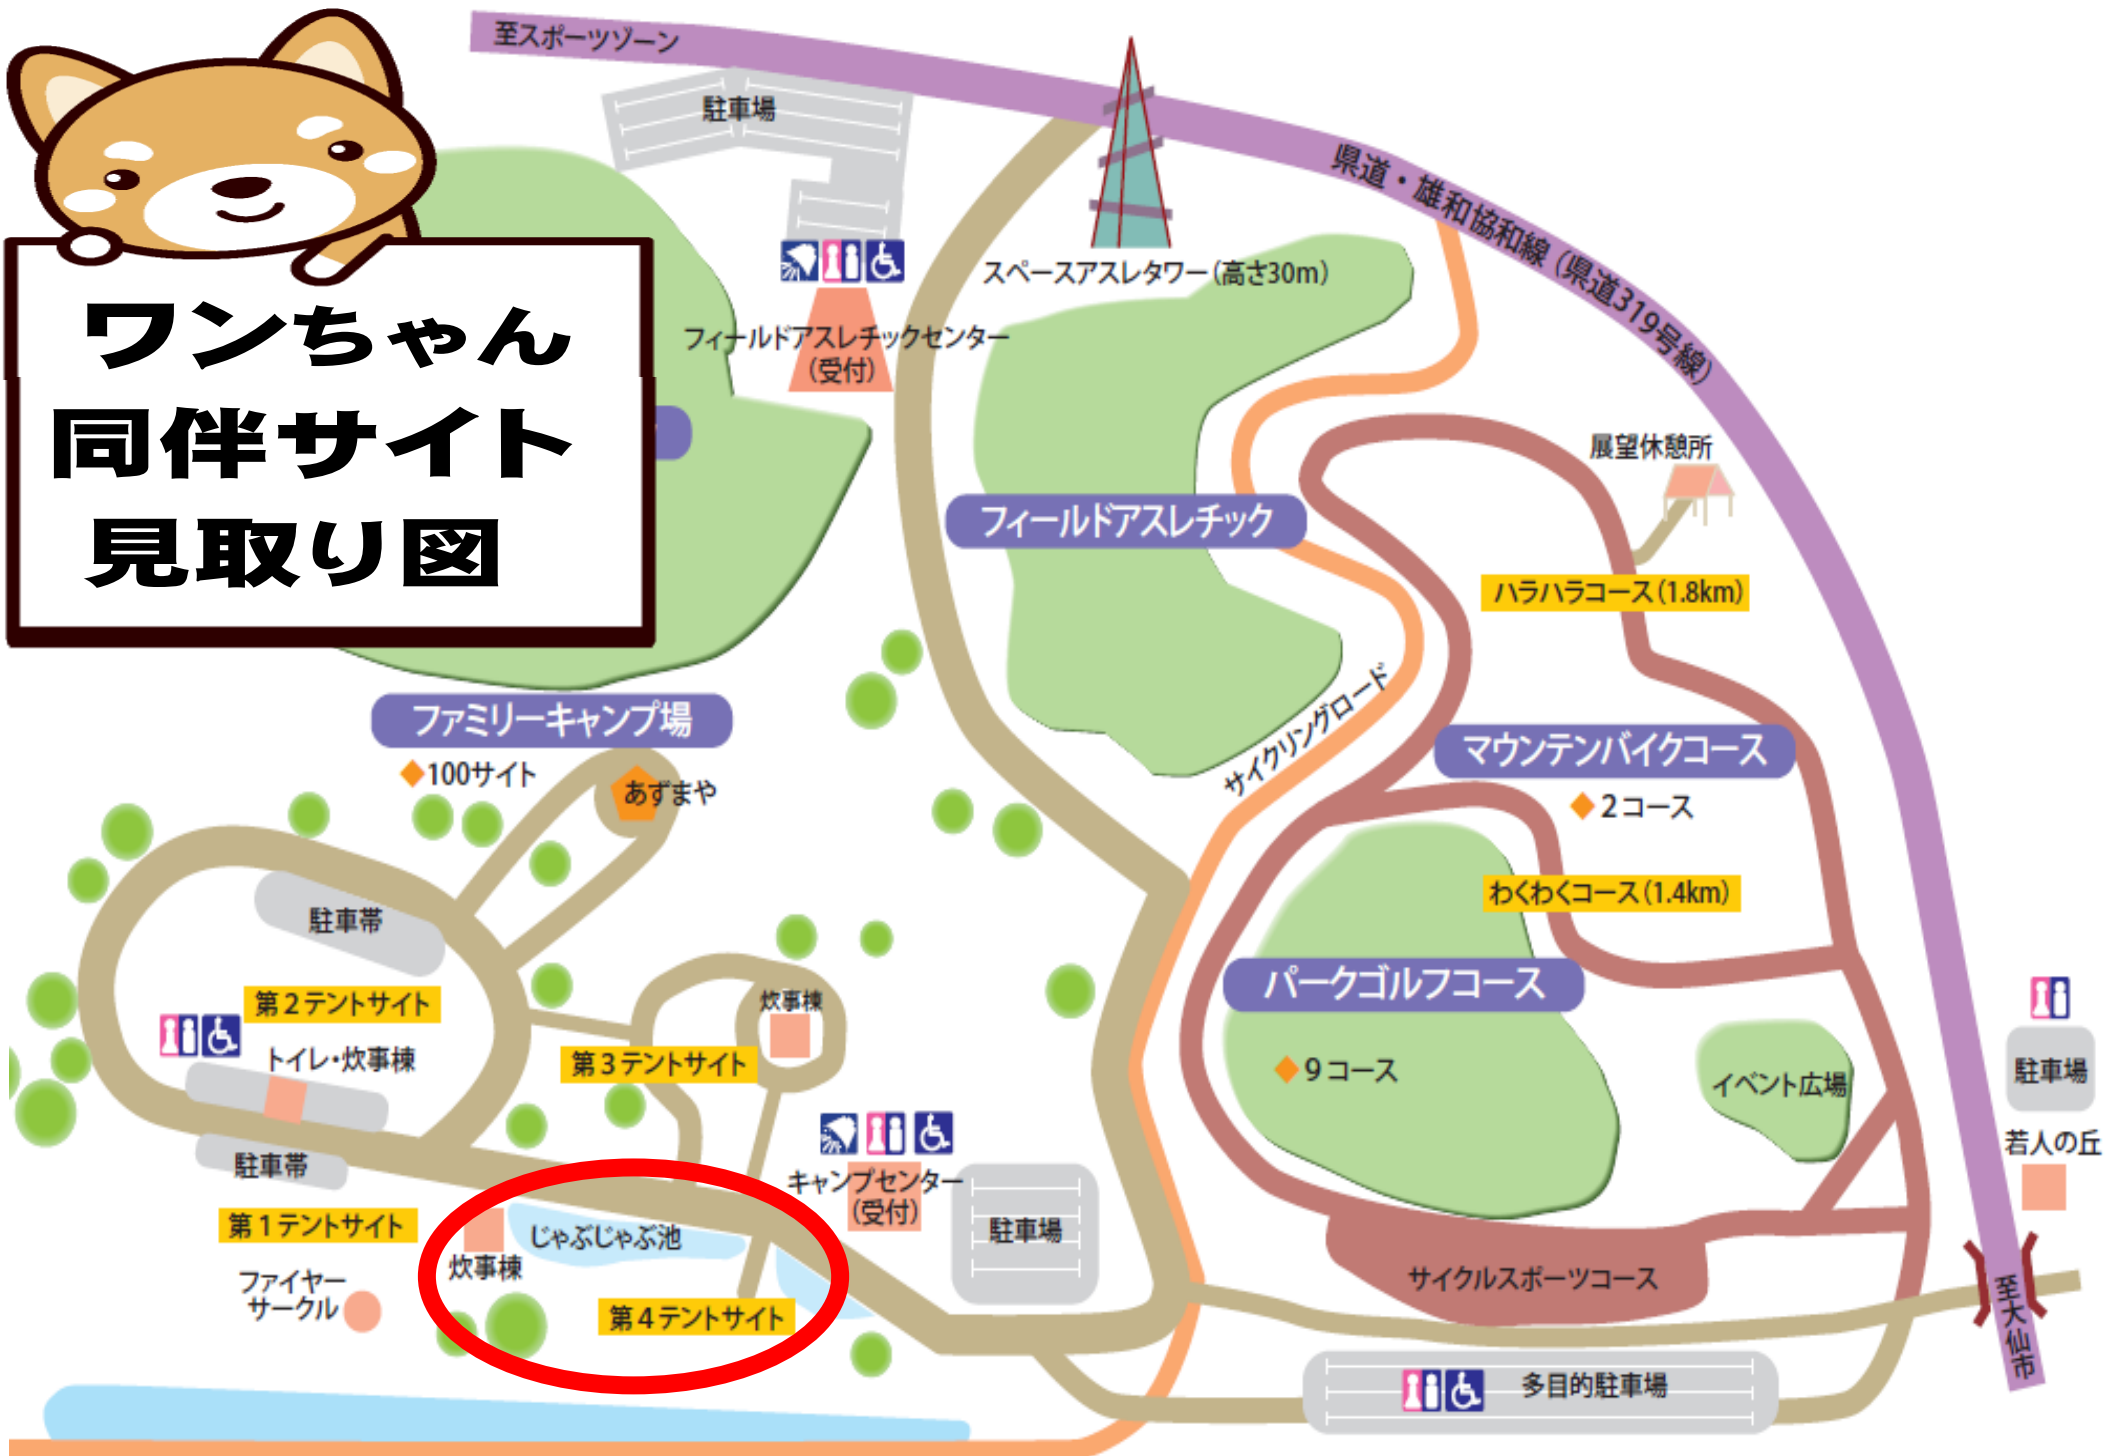 至スポーツゾーン
駐車場
県道・雄和協和線(県道319号線)
ワンちゃん
同伴サイト
見取り図
スペースアスレタワー(高さ30m)
フィールドアスレチックセンター
(受付)
展望休憩所
フィールドアスレチック
ハラハラコース(1.8km)
サイクリングロード
ファミリーキャンプ場
◆100サイト
あずまや
マウンテンバイクコース
◆2コース
わくわくコース(1.4km)
駐車帯
第2テントサイト
トイレ・炊事棟
炊事棟
第3テントサイト
パークゴルフコース
◆9コース
イベント広場
駐車場
若人の丘
駐車帯
キャンプセンター
(受付)
駐車場
第1テントサイト
じゃぶじゃぶ池
炊事棟
ファイヤー
サークル
第4テントサイト
サイクルスポーツコース
至大仙市
多目的駐車場